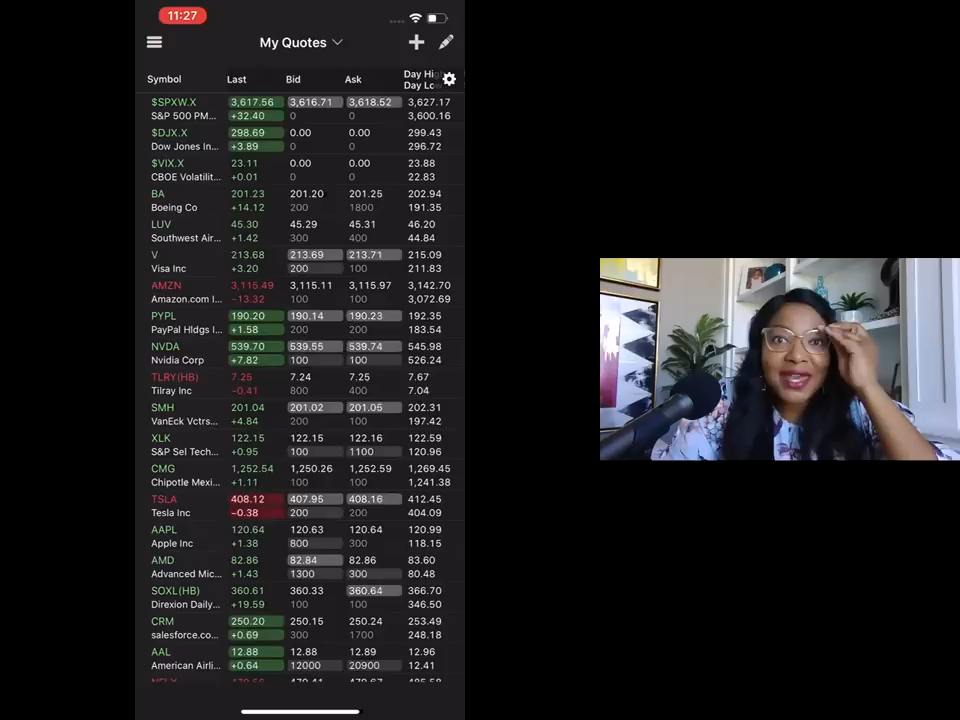 11:27
My Quotes
Symbol Last Bid Ask Day Hig
Day Low
$SPXW.X 3,617.56 3,616.71 3,618.52 3,627.17
S&P 500 PM... +32.40 0 0 3,600.16
$DJX.X 298.69 0.00 0.00 299.43
Dow Jones In... +3.89 0 0 296.72
$VIX.X 23.11 0.00 0.00 23.88
CBOE Volatilit... +0.01 0 0 22.83
BA 201.23 201.20 201.25 202.94
Boeing Co +14.12 200 1800 191.35
LUV 45.30 45.29 45.31 46.20
Southwest Air... +1.42 300 400 44.84
V 213.68 213.69 213.71 215.09
Visa Inc +3.20 200 100 211.83
AMZN 3,115.49 3,115.11 3,115.97 3,142.70
Amazon.com I... −13.32 100 100 3,072.69
PYPL 190.20 190.14 190.23 192.35
PayPal Hldgs I... +1.58 200 200 183.54
NVDA 539.70 539.55 539.74 545.98
Nvidia Corp +7.82 100 100 526.24
TLRY(HB) 7.25 7.24 7.25 7.67
Tilray Inc −0.41 800 400 7.04
SMH 201.04 201.02 201.05 202.31
VanEck Vctrs... +4.84 200 100 197.42
XLK 122.15 122.15 122.16 122.59
S&P Sel Tech... +0.95 100 1100 120.96
CMG 1,252.54 1,250.26 1,252.59 1,269.45
Chipotle Mexi... +1.11 100 100 1,241.38
TSLA 408.12 407.95 408.16 412.45
Tesla Inc −0.38 200 200 404.09
AAPL 120.64 120.63 120.64 120.99
Apple Inc +1.38 800 300 118.15
AMD 82.86 82.84 82.86 83.60
Advanced Mic... +1.43 1300 300 80.48
SOXL(HB) 360.61 360.33 360.64 366.70
Direxion Daily... +19.59 100 100 346.50
CRM 250.20 250.15 250.24 253.49
salesforce.co... +0.69 300 1700 248.18
AAL 12.88 12.88 12.89 12.96
American Airli... +0.64 12000 20900 12.41